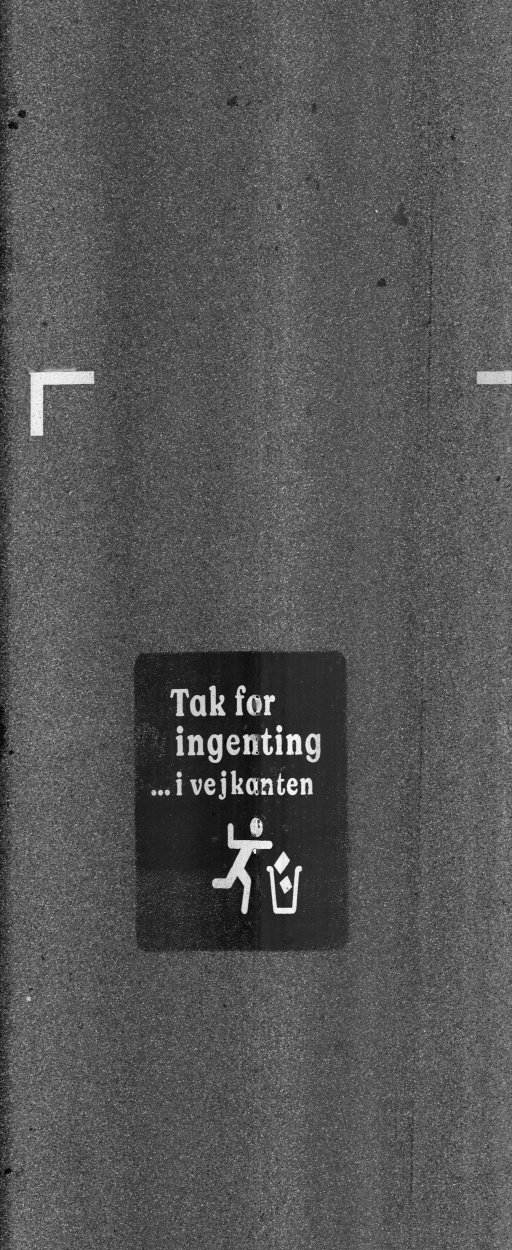 Tak for
ingenting
...i vejkanten